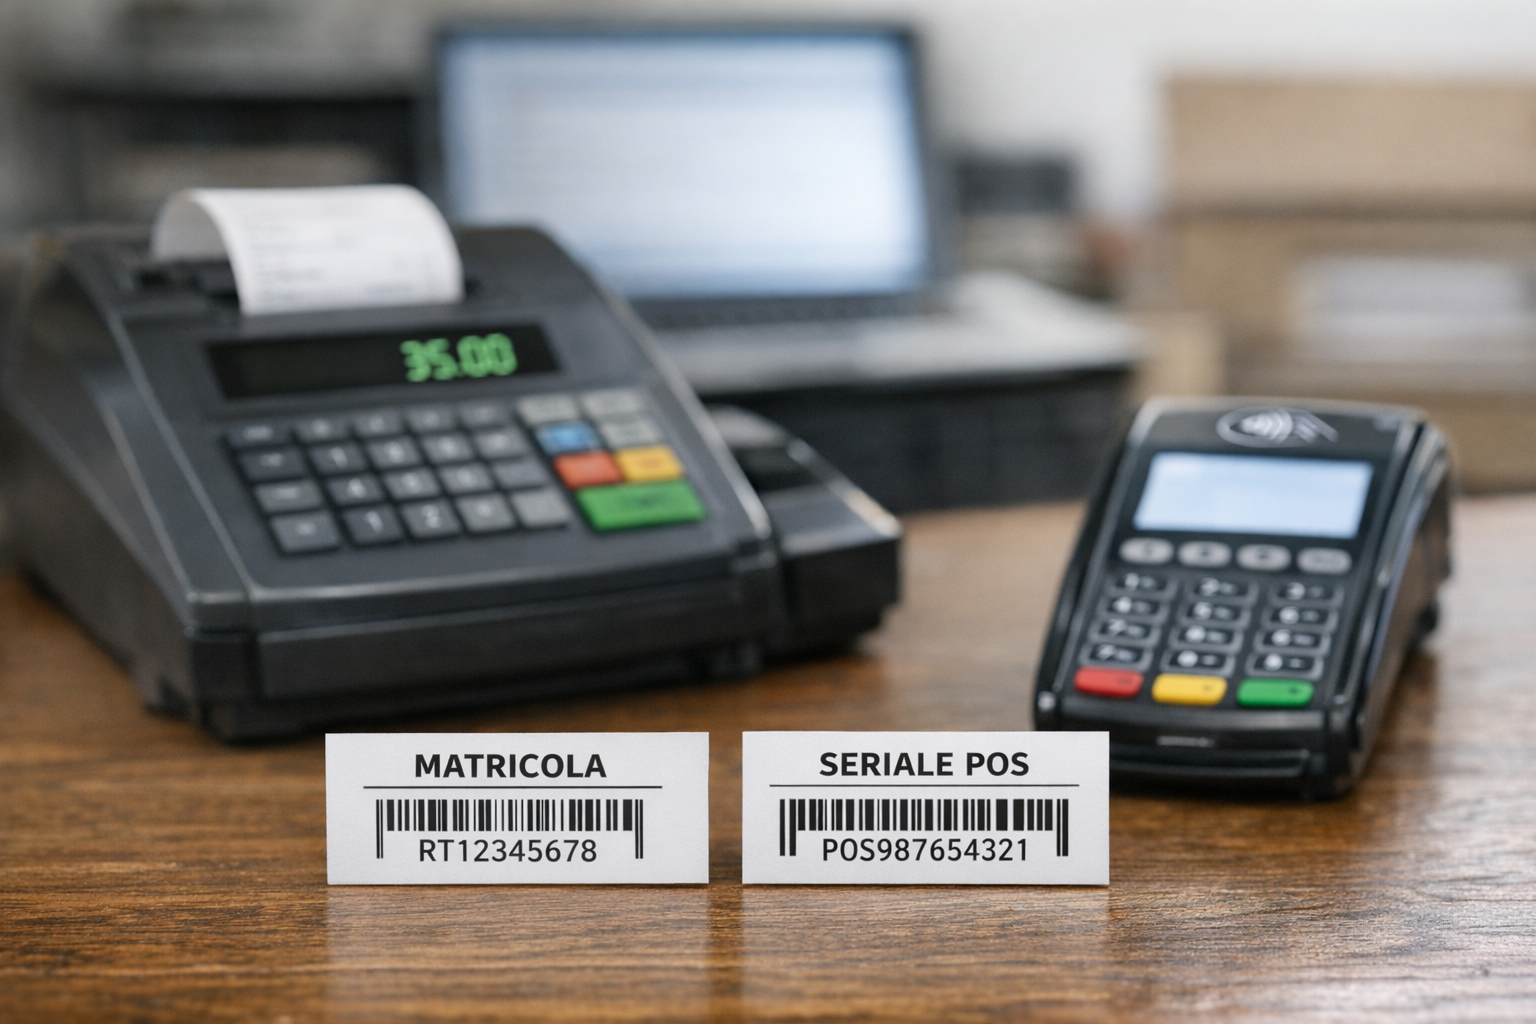 35.00
MATRICOLA
RT12345678
SERIALE POS
POS987654321